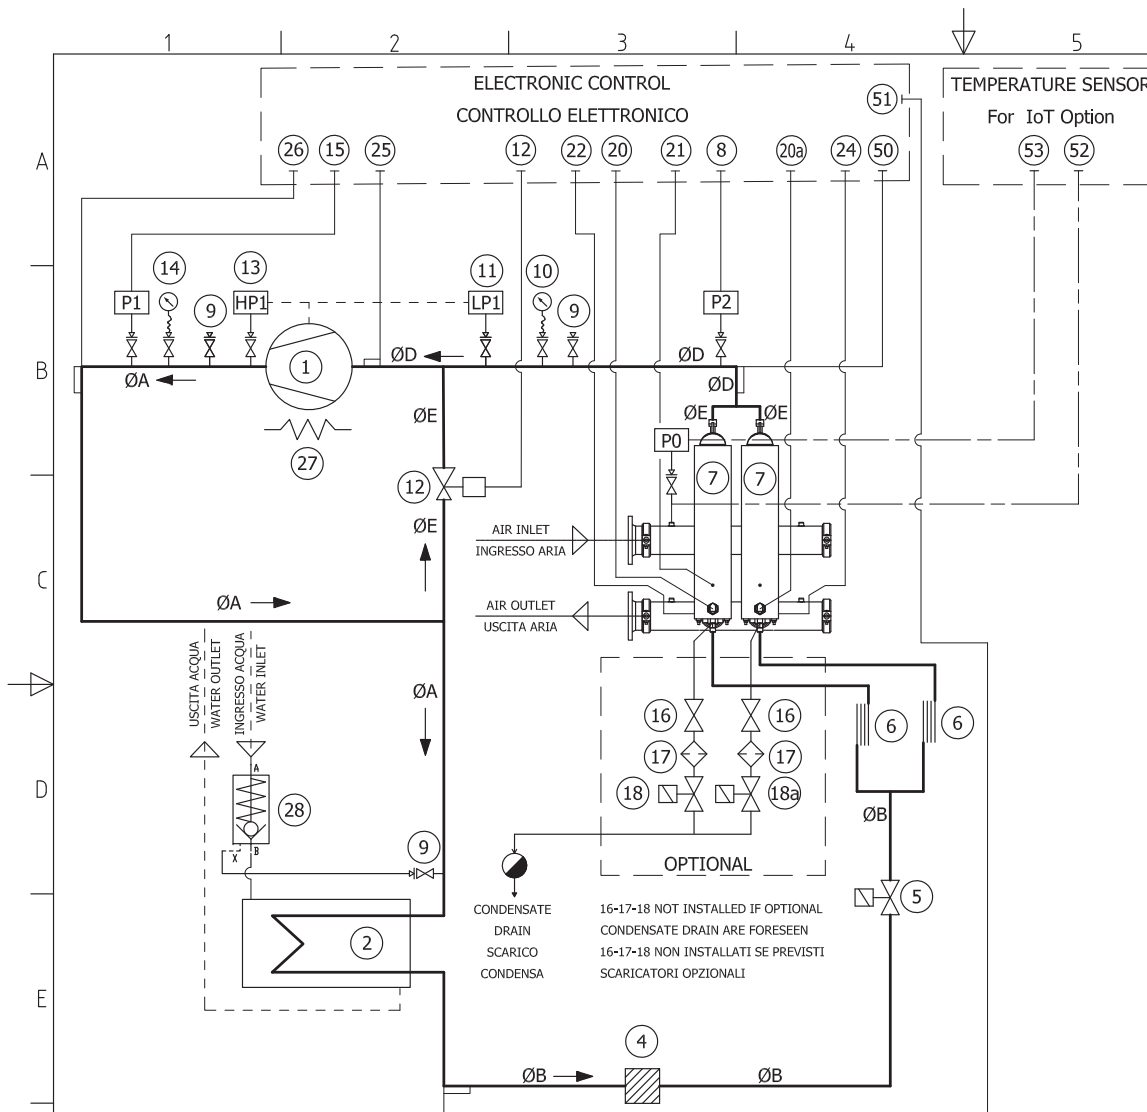 1 2 3 4 5
ELECTRONIC CONTROL
CONTROLLO ELETTRONICO
51
TEMPERATURE SENSOR
For IoT Option
A
26 15 25 12 22 20 21 8 20a 24 50 53 52
14 13 11 10
P1 9 HP1 LP1 9 P2
B
1
ØD ØD
ØA
ØD
ØE ØE ØE
27
P0
7 7
12
ØE
AIR INLET
INGRESSO ARIA
C
ØA
AIR OUTLET
USCITA ARIA
USCITA ACQUA
WATER OUTLET
INGRESSO ACQUA
WATER INLET
ØA
16 16 6 6
17 17
A
D
18 18a
28
ØB
X B
9
OPTIONAL
5
CONDENSATE
DRAIN
SCARICO
CONDENSA
16-17-18 NOT INSTALLED IF OPTIONAL
CONDENSATE DRAIN ARE FORESEEN
16-17-18 NON INSTALLATI SE PREVISTI
SCARICATORI OPZIONALI
2
E
4
ØB ØB